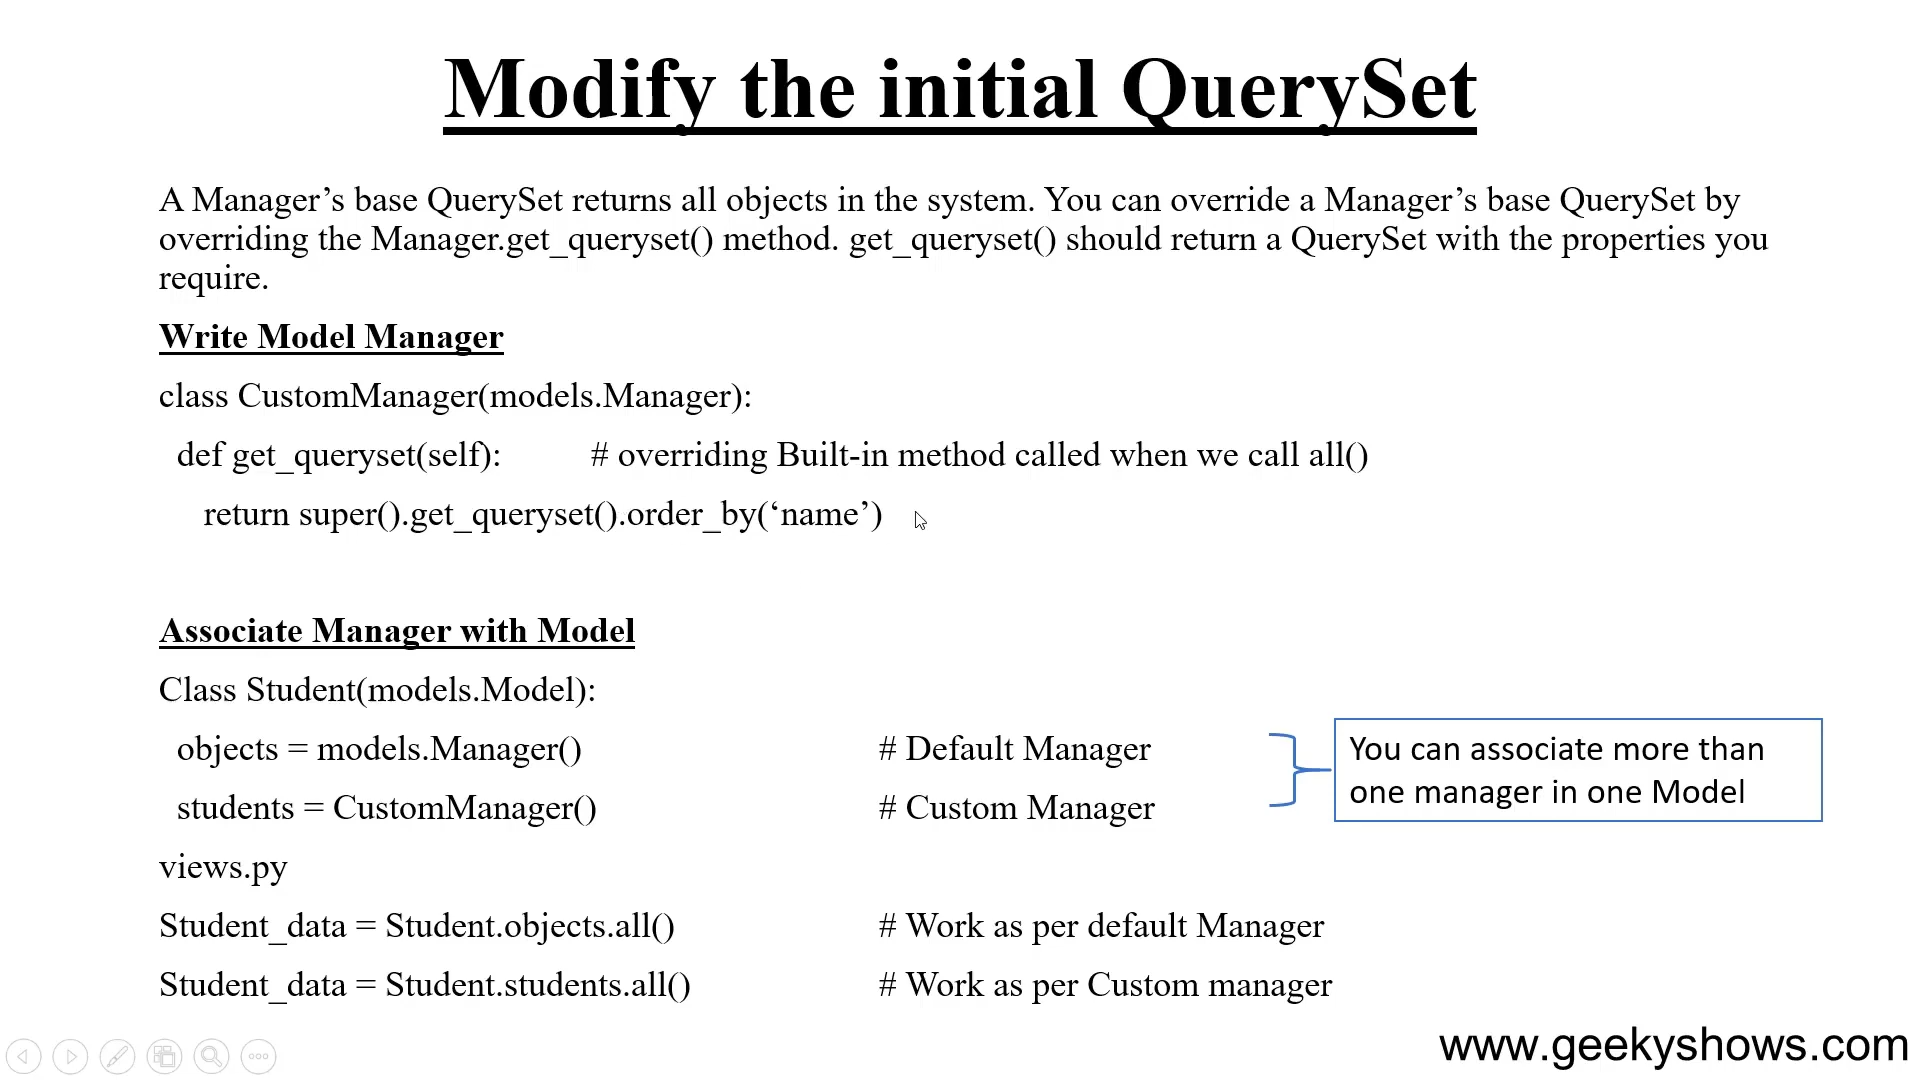 Modify the initial QuerySet
A Manager’s base QuerySet returns all objects in the system. You can override a Manager’s base QuerySet by
overriding the Manager.get_queryset() method. get_queryset() should return a QuerySet with the properties you
require.
Write Model Manager
class CustomManager(models.Manager):
def get_queryset(self): # overriding Built-in method called when we call all()
return super().get_queryset().order_by(‘name’)
Associate Manager with Model
Class Student(models.Model):
objects = models.Manager() # Default Manager
students = CustomManager() # Custom Manager
You can associate more than
one manager in one Model
views.py
Student_data = Student.objects.all() # Work as per default Manager
Student_data = Student.students.all() # Work as per Custom manager
www.geekyshows.com